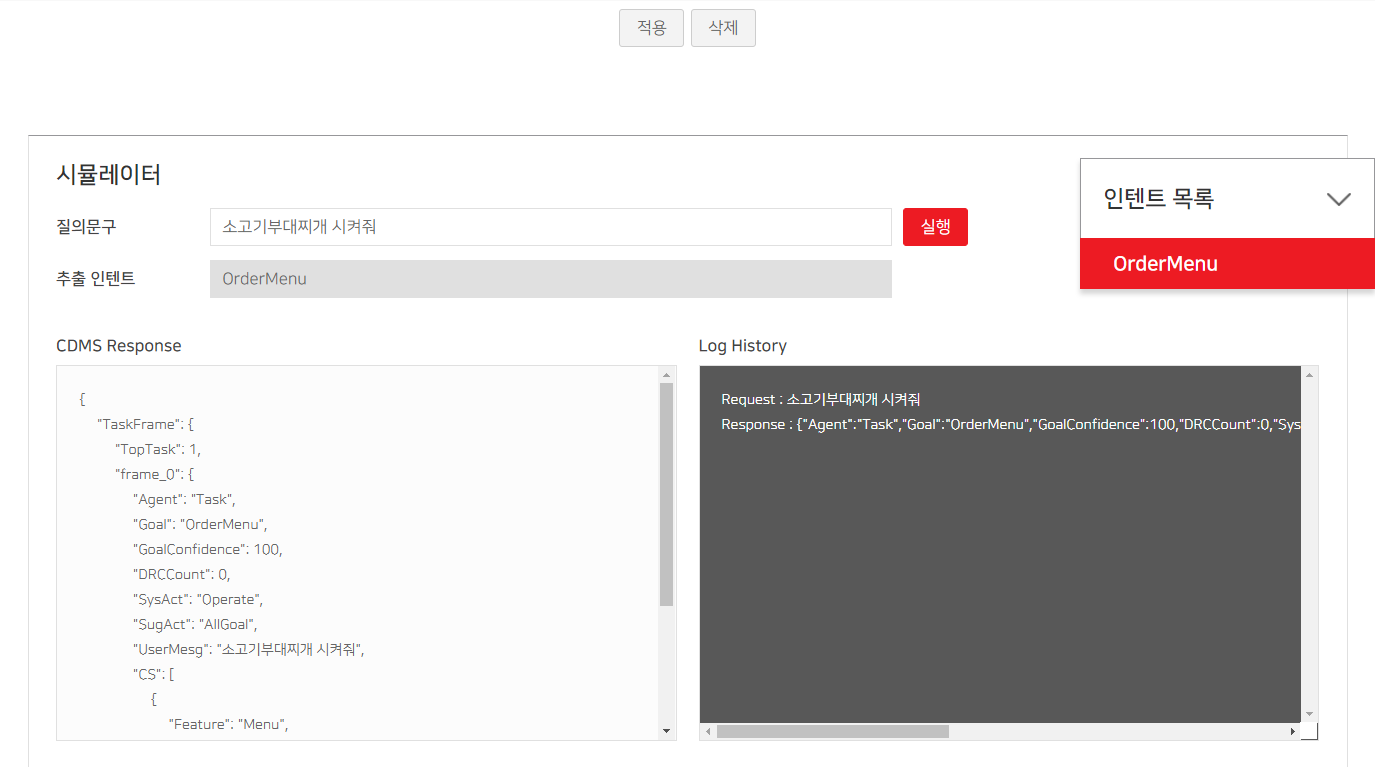 적용 삭제
시뮬레이터
인텐트 목록
OrderMenu
질의문구 소고기부대찌개 시켜줘 실행
추출 인텐트 OrderMenu
CDMS Response
{
"TaskFrame": {
"TopTask": 1,
"frame_0": {
"Agent": "Task",
"Goal": "OrderMenu",
"GoalConfidence": 100,
"DRCCount": 0,
"SysAct": "Operate",
"SugAct": "AllGoal",
"UserMesg": "소고기부대찌개 시켜줘",
"CS": [
{
"Feature": "Menu",
Log History
Request : 소고기부대찌개 시켜줘
Response : {"Agent":"Task","Goal":"OrderMenu","GoalConfidence":100,"DRCCount":0,"Sys